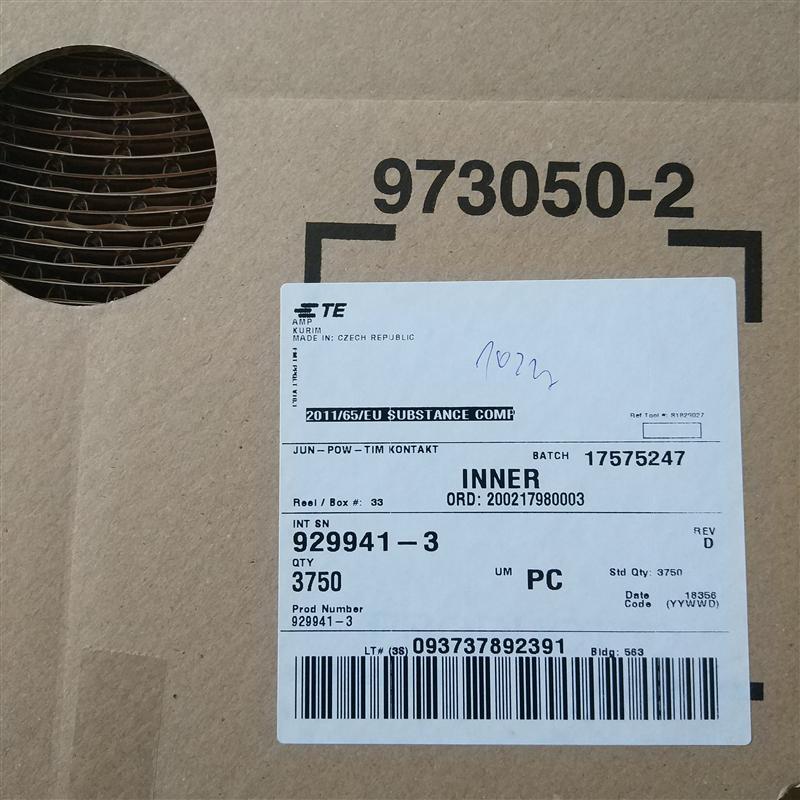 973050-2
TE
AMP
KURIM
MADE IN: CZECH REPUBLIC
2011/65/EU SUBSTANCE COMP
Ref Tool #:
JUN-POW-TIM KONTAKT
BATCH 17575247
INNER
Reel / Box #: 33
ORD: 200217980003
INT SN
929941-3
REV
D
QTY
3750
UM PC
Std Qty: 3750
Date 18356
Code (YYWWD)
Prod Number
929941-3
LT# (3S) 093737892391 Bldg: 563